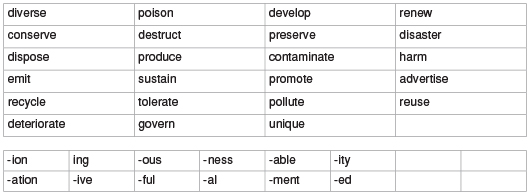 diverse poison develop renew
conserve destruct preserve disaster
dispose produce contaminate harm
emit sustain promote advertise
recycle tolerate pollute reuse
deteriorate govern unique
-ion ing -ous -ness -able -ity
-ation -ive -ful -al -ment -ed